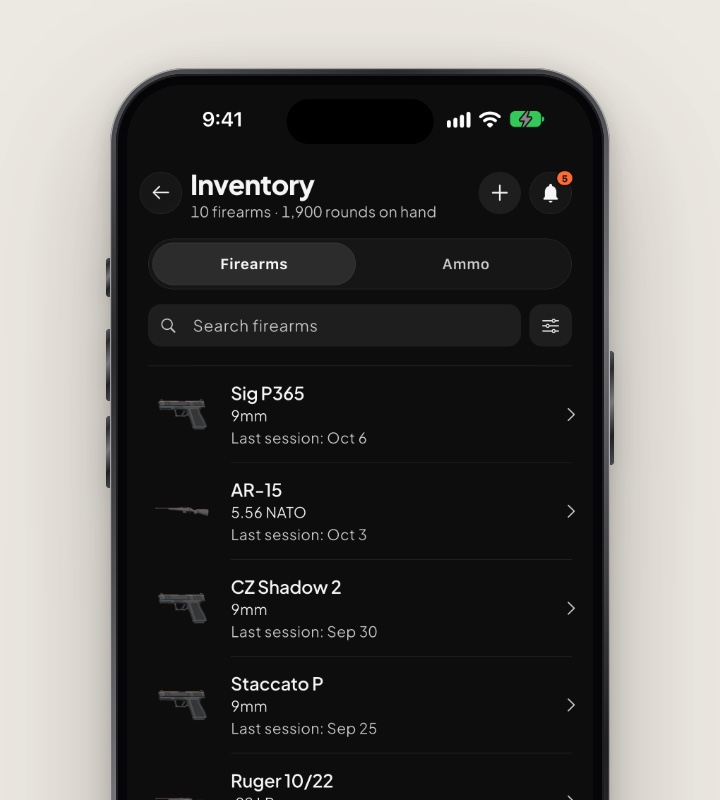 9:41
Inventory
10 firearms · 1,900 rounds on hand
5
Firearms
Ammo
Search firearms
Sig P365
9mm
Last session: Oct 6
AR-15
5.56 NATO
Last session: Oct 3
CZ Shadow 2
9mm
Last session: Sep 30
Staccato P
9mm
Last session: Sep 25
Ruger 10/22